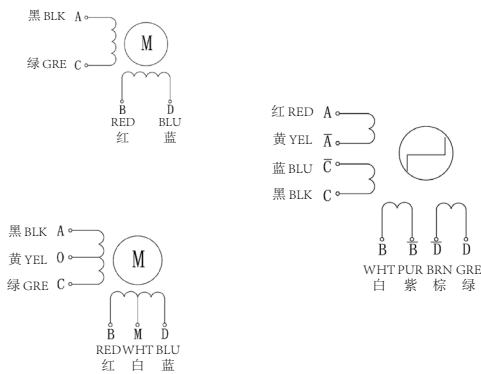 黑 BLK A
M
绿 GRE C
B D
RED BLU
红 蓝
红 RED A
黄 YEL A̅
蓝 BLU C̅
黑 BLK C
B B̅ D̅ D
WHT PUR BRN GRE
白 紫 棕 绿
黑 BLK A
黄 YEL O
M
绿 GRE C
B M D
RED WHT BLU
红 白 蓝